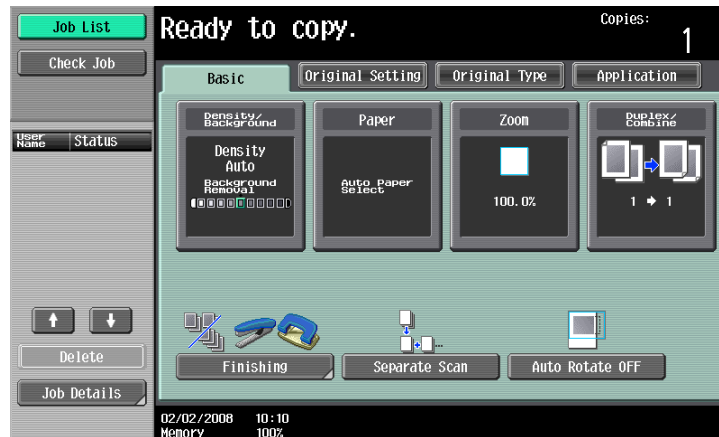 Job List
Ready to copy.
Copies:
1
Check Job
Basic
Original Setting
Original Type
Application
User
Name
Status
Density/
Background
Paper
Zoom
Duplex/
Combine
Density
Auto
Background
Removal
Auto Paper
Select
100.0%
1 → 1
Delete
Job Details
Finishing
Separate Scan
Auto Rotate OFF
02/02/2008 10:10
Memory 100%